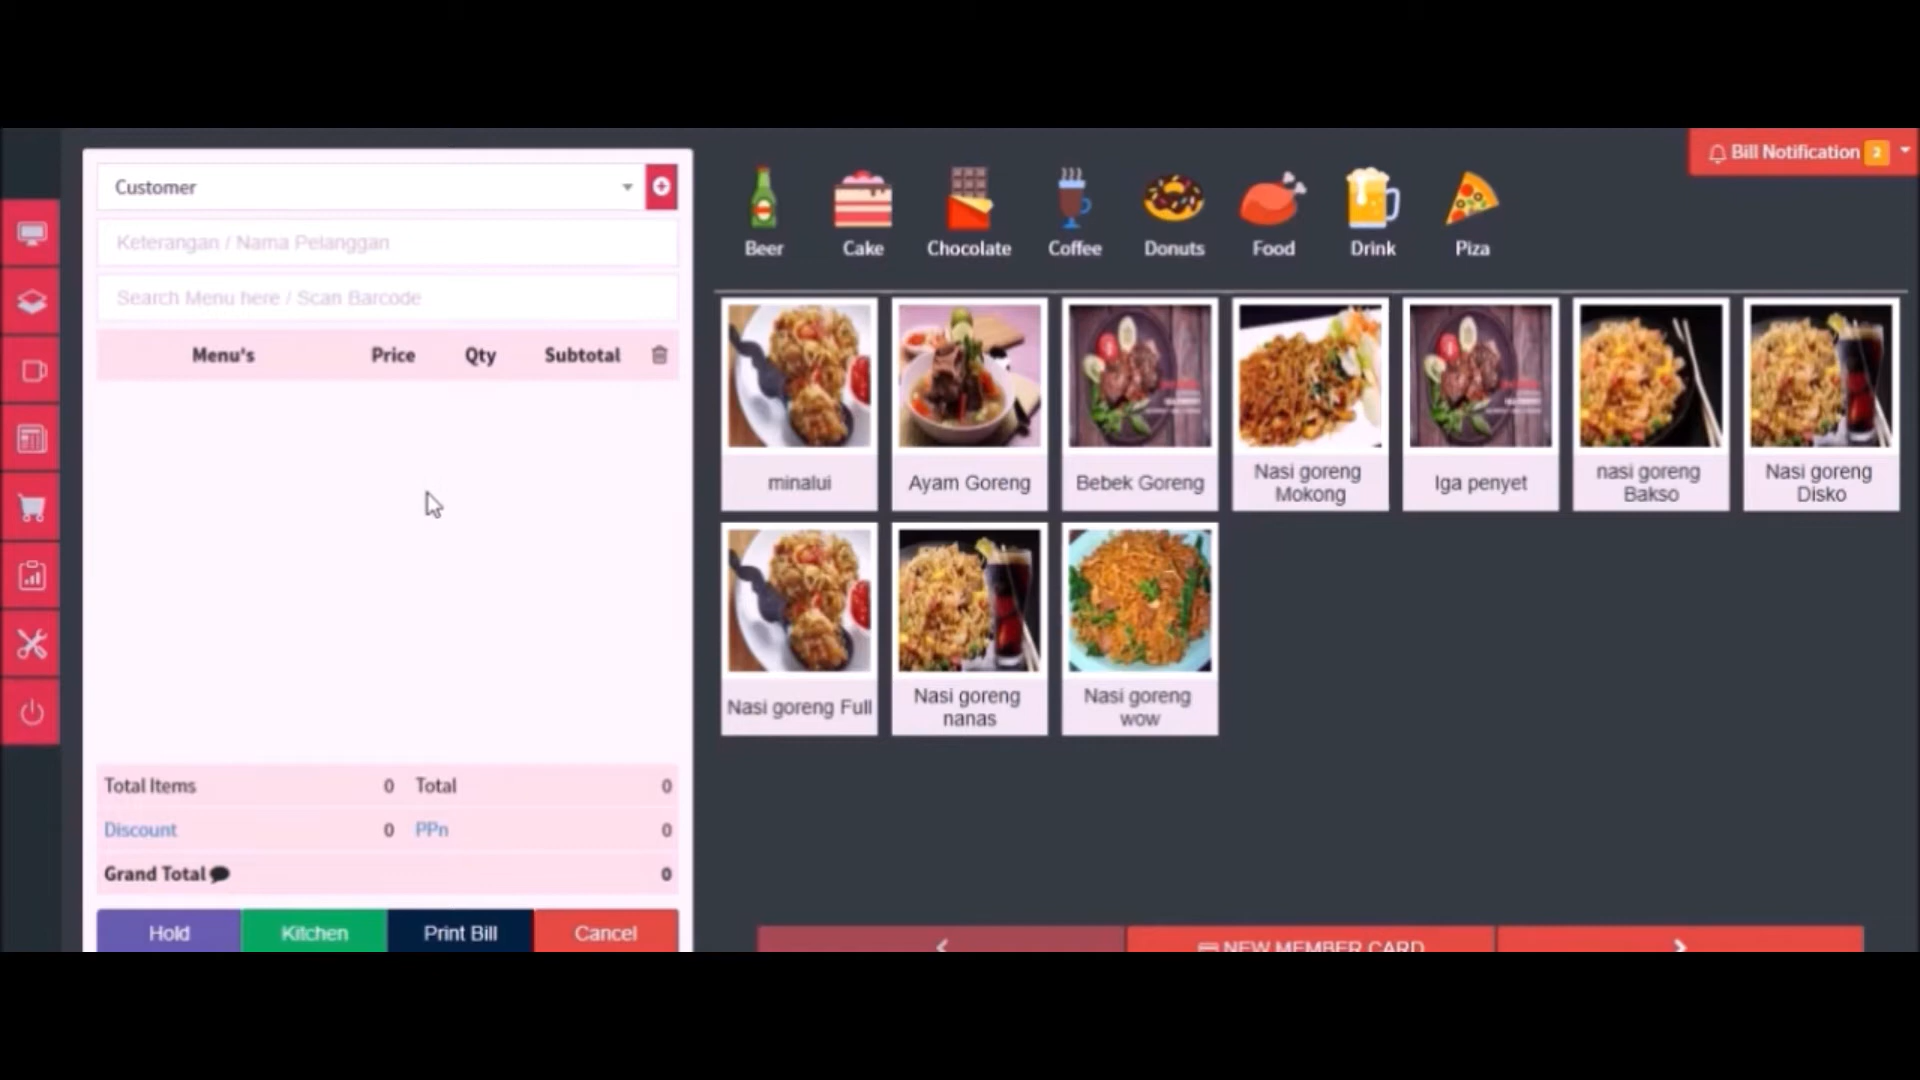 Bill Notification 2
Customer
Keterangan / Nama Pelanggan
Search Menu here / Scan Barcode
Menu's Price Qty Subtotal
Total Items 0 Total 0
Discount 0 PPn 0
Grand Total 0
Hold Kitchen Print Bill Cancel
Beer Cake Chocolate Coffee Donuts Food Drink Piza
minalui
Ayam Goreng
Bebek Goreng
Nasi goreng
Mokong
Iga penyet
nasi goreng
Bakso
Nasi goreng
Disko
Nasi goreng Full
Nasi goreng
nanas
Nasi goreng
wow
NEW MEMBER CARD